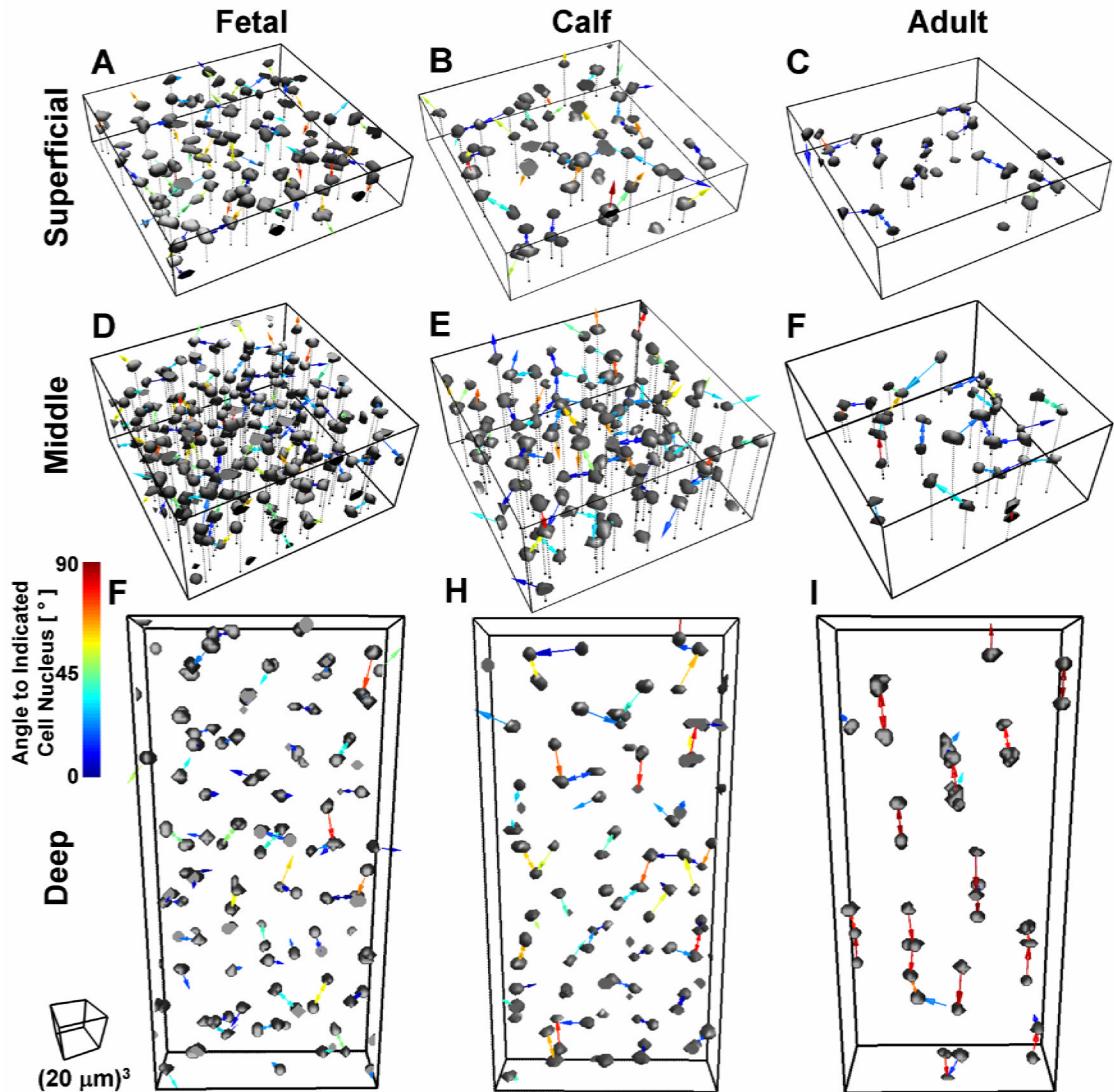 Fetal
Calf
Adult
Superficial
A
B
C
Middle
D
E
F
Angle to Indicated
Cell Nucleus [ ° ]
90
45
0
Deep
F
H
I
(20 μm)³